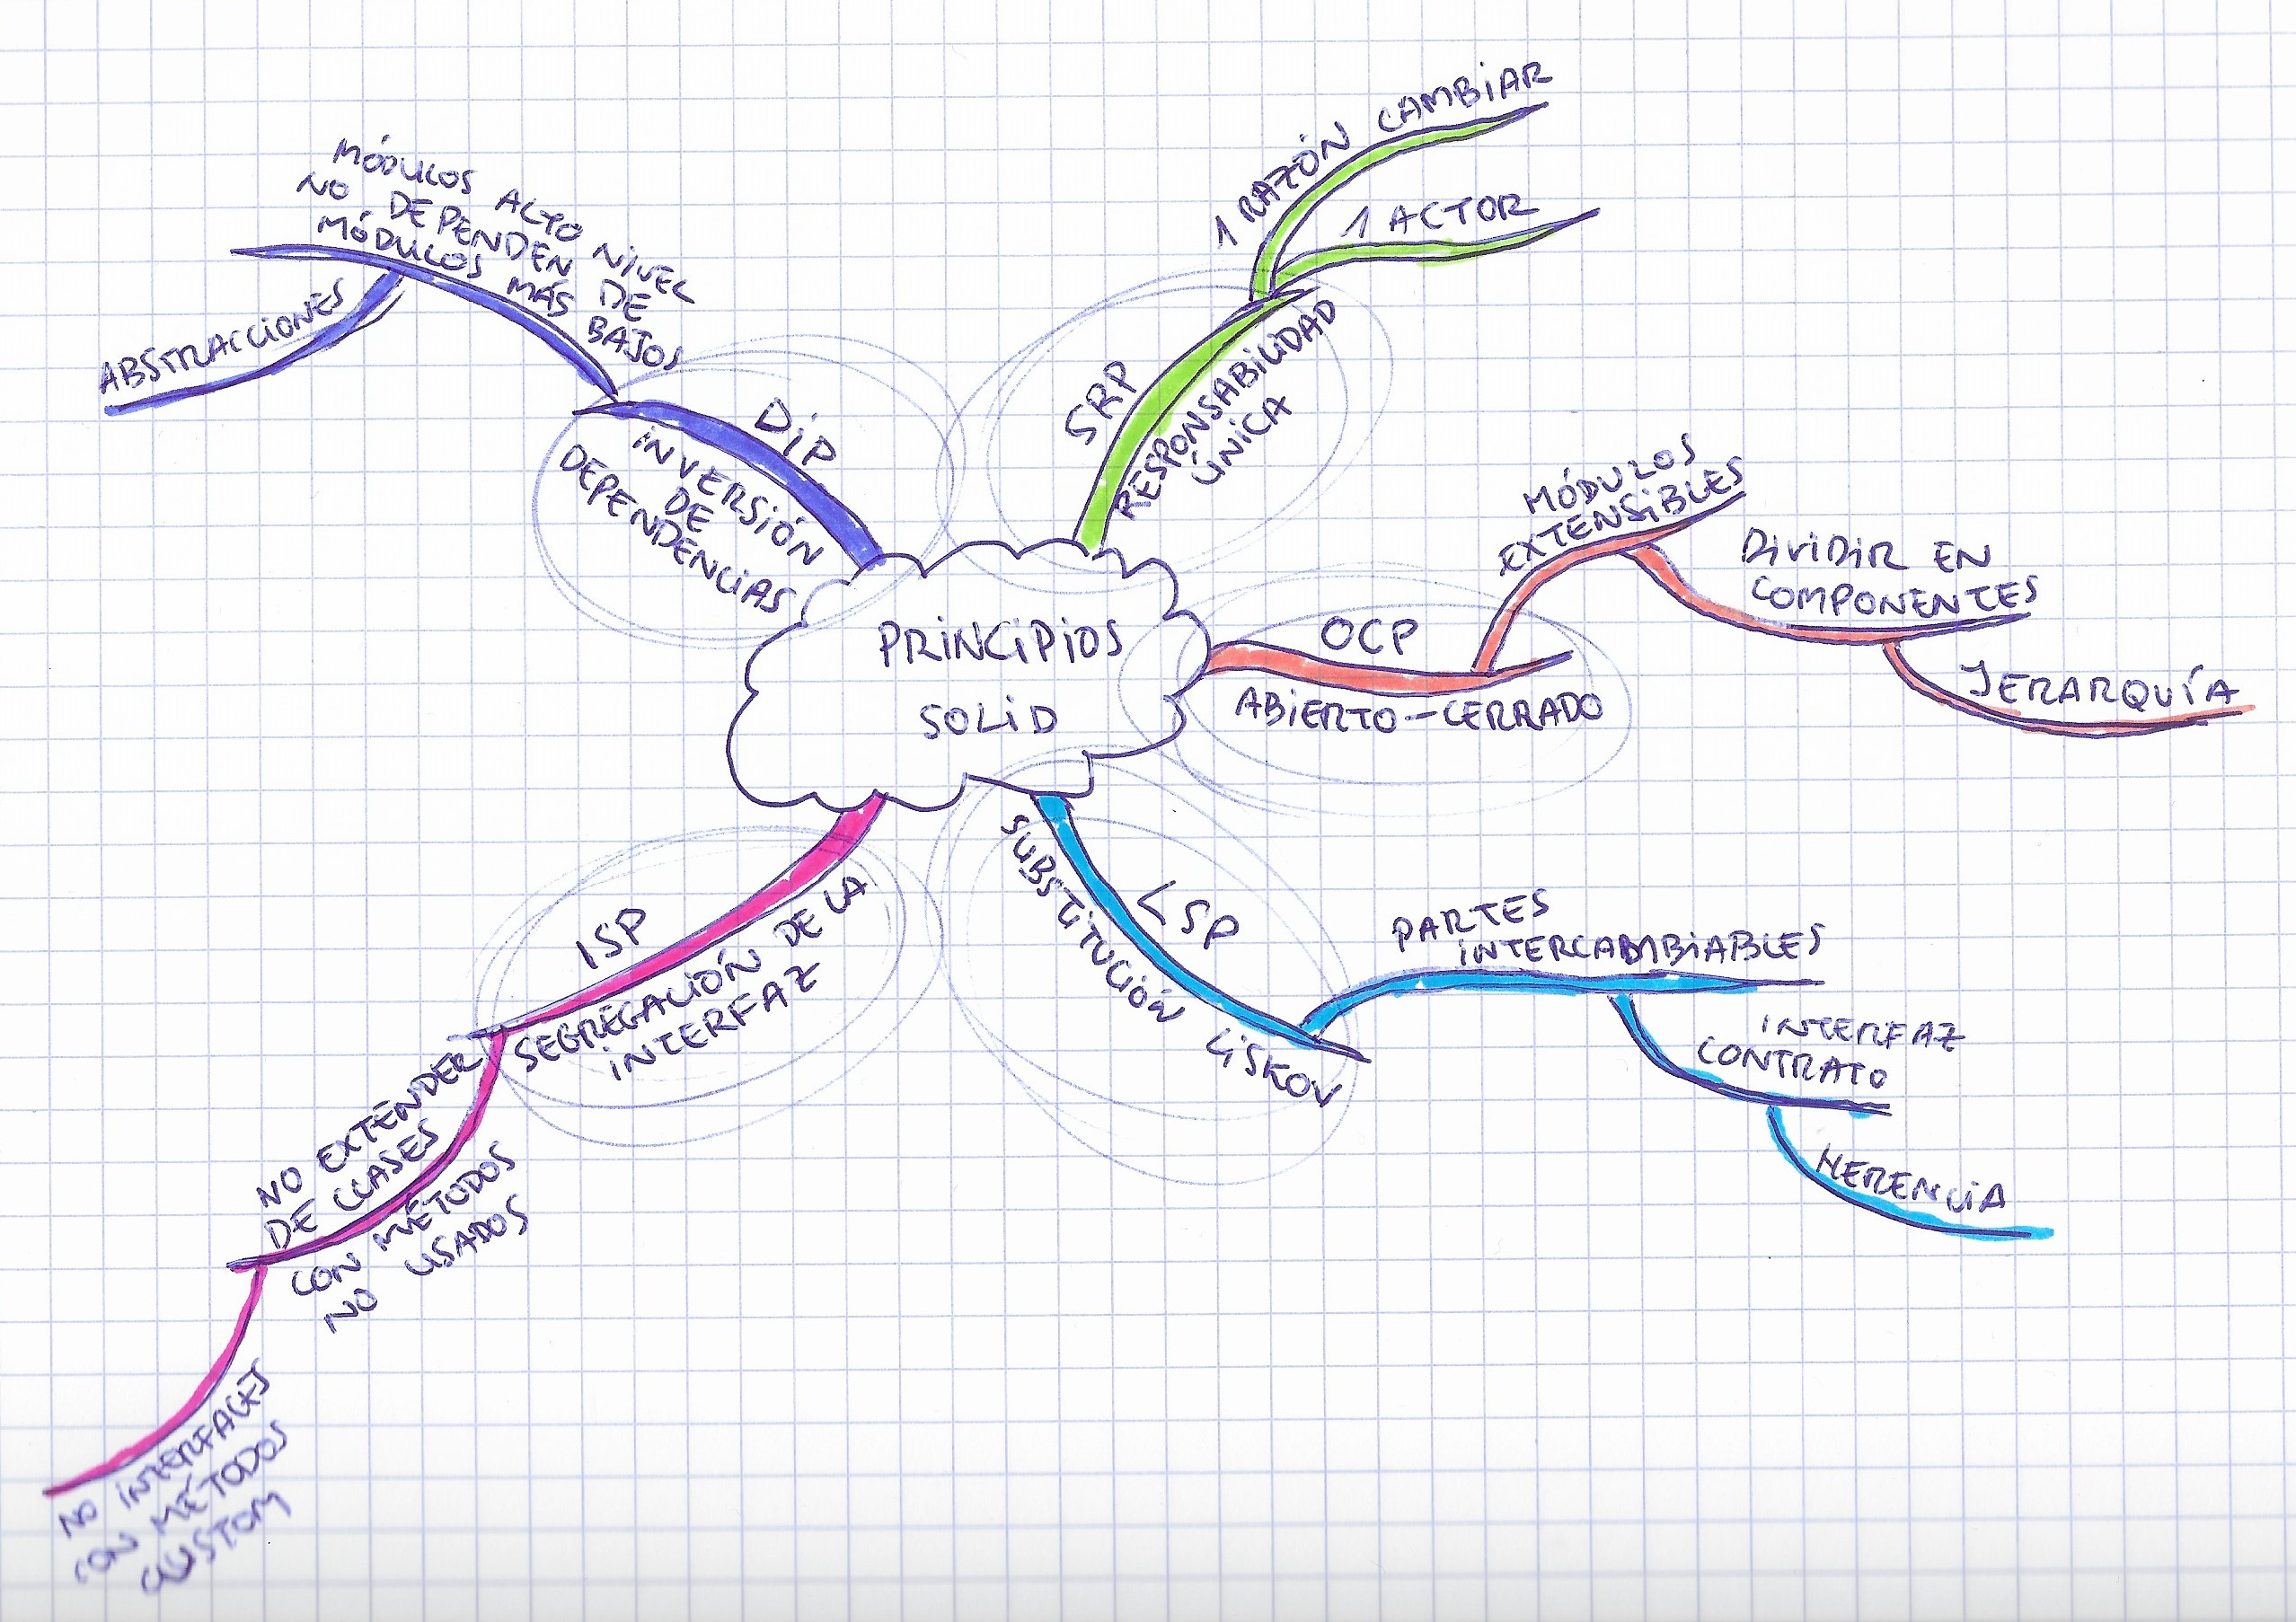 PRINCIPIOS
SOLID
SRP
RESPONSABILIDAD
ÚNICA
1 RAZÓN CAMBIAR
1 ACTOR
OCP
ABIERTO-CERRADO
MÓDULOS
EXTENSIBLES
DIVIDIR EN
COMPONENTES
JERARQUÍA
LSP
SUBSTITUCIÓN LISKOV
PARTES
INTERCAMBIABLES
INTERFAZ
CONTRATO
HERENCIA
ISP
SEGREGACIÓN DE LA
INTERFAZ
NO EXTENDER
DE CLASES
CON MÉTODOS
NO USADOS
NO INTERFACES
CON MÉTODOS
CUSTOM
DIP
INVERSIÓN
DE
DEPENDENCIAS
MÓDULOS ALTO NIVEL
NO DEPENDEN DE
MÓDULOS MÁS BAJOS
ABSTRACCIONES